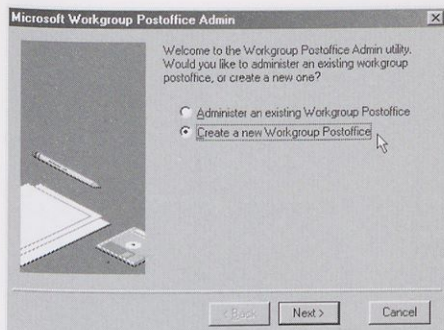 Microsoft Workgroup Postoffice Admin
Welcome to the Workgroup Postoffice Admin utility.
Would you like to administer an existing workgroup
postoffice, or create a new one?
Administer an existing Workgroup Postoffice
Create a new Workgroup Postoffice
< Back
Next >
Cancel